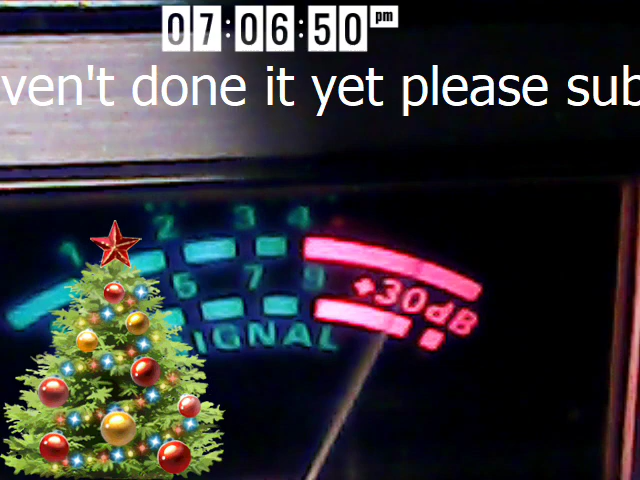 07:06:50 pm
ven't done it yet please sub
1 2 3 4
5 7 9
+30dB
IGNAL